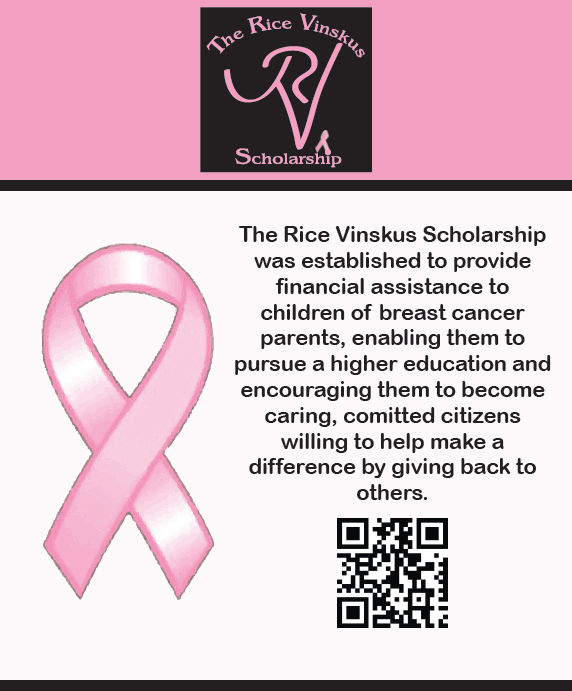 The Rice Vinskus
RV
Scholarship
The Rice Vinskus Scholarship
was established to provide
financial assistance to
children of breast cancer
parents, enabling them to
pursue a higher education and
encouraging them to become
caring, comitted citizens
willing to help make a
difference by giving back to
others.